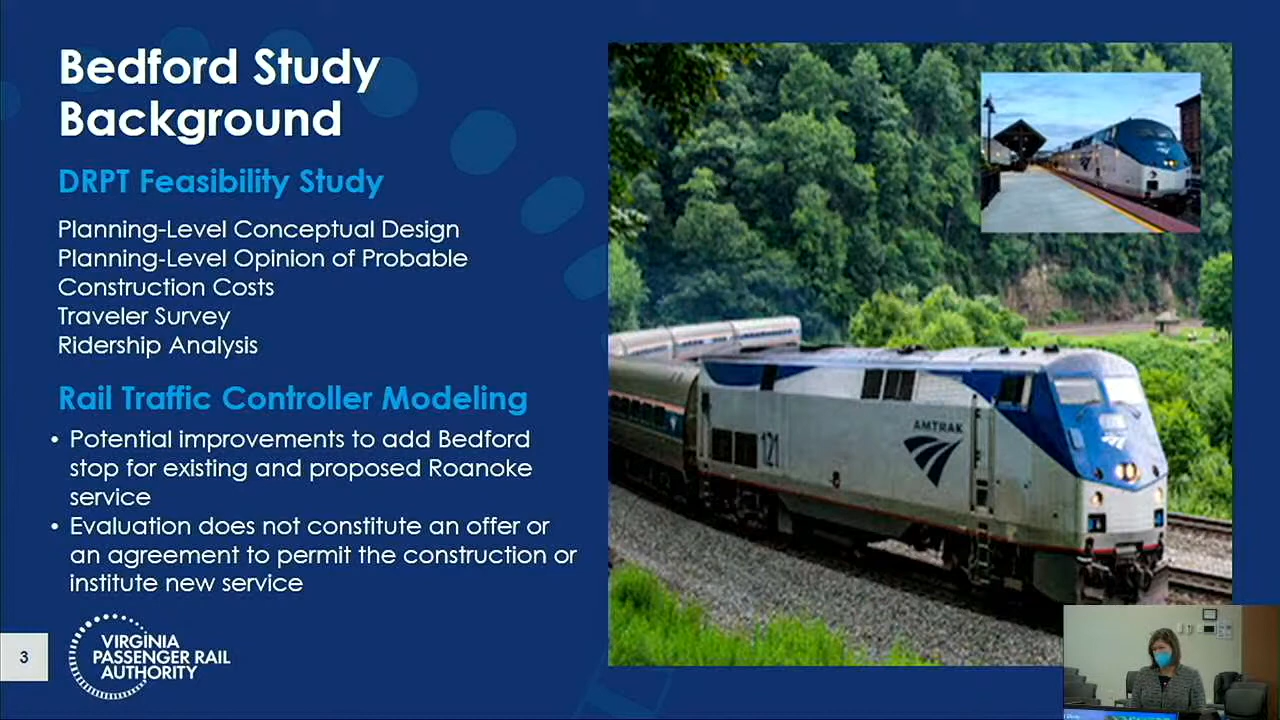 Bedford Study
Background
DRPT Feasibility Study
Planning-Level Conceptual Design
Planning-Level Opinion of Probable
Construction Costs
Traveler Survey
Ridership Analysis
Rail Traffic Controller Modeling
• Potential improvements to add Bedford
stop for existing and proposed Roanoke
service
• Evaluation does not constitute an offer or
an agreement to permit the construction or
institute new service
3
VIRGINIA
PASSENGER RAIL
AUTHORITY
AMTRAK
121